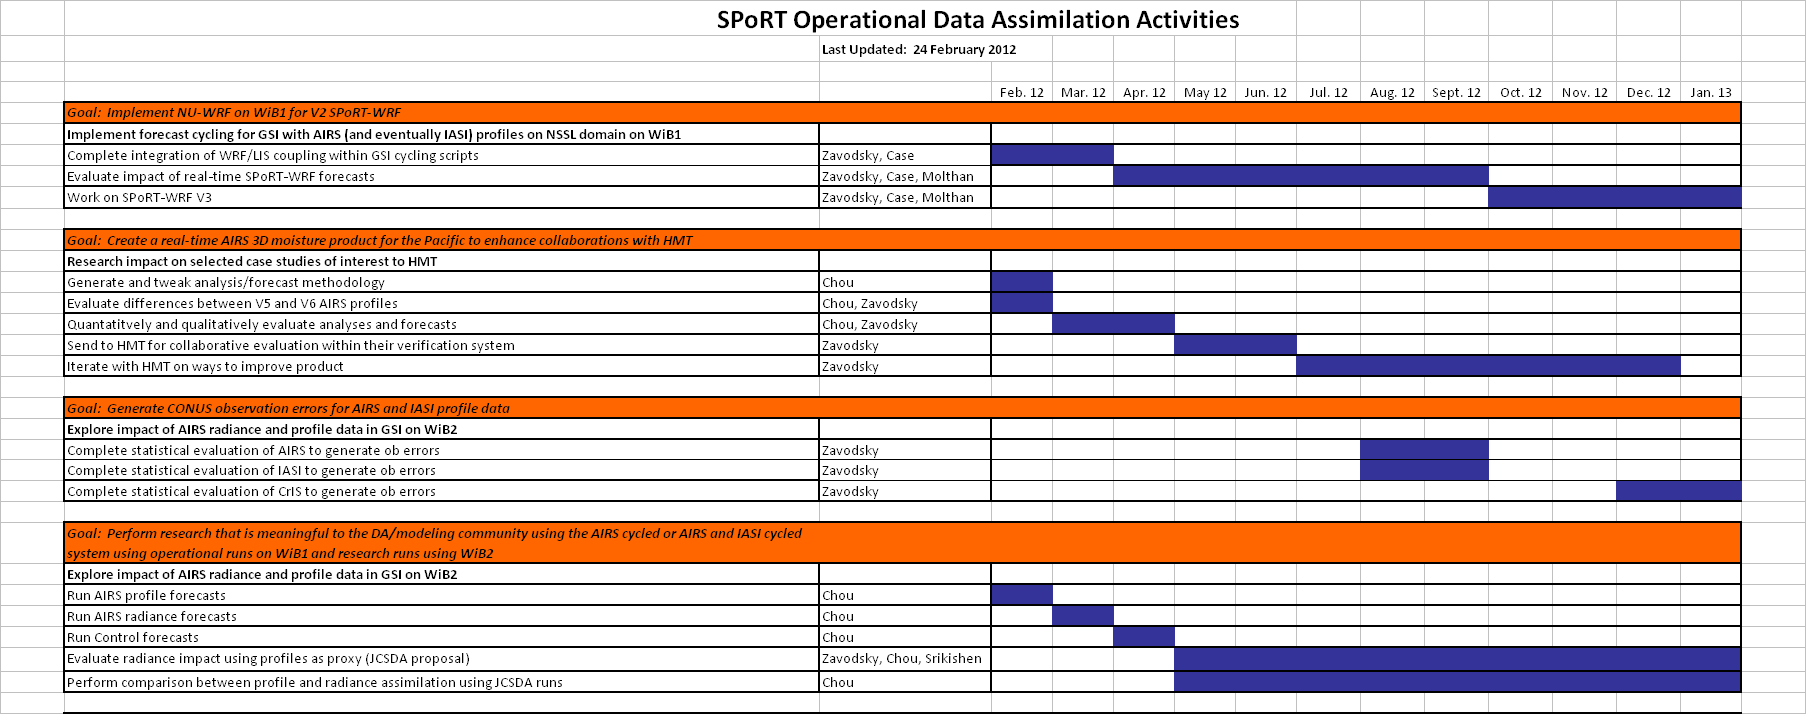 SPoRT Operational Data Assimilation Activities
Last Updated:  24 February 2012
Feb. 12 Mar. 12 Apr. 12 May 12 Jun. 12 Jul. 12 Aug. 12 Sept. 12 Oct. 12 Nov. 12 Dec. 12 Jan. 13
Goal:  Implement NU-WRF on WiB1 for V2 SPoRT-WRF
Implement forecast cycling for GSI with AIRS (and eventually IASI) profiles on NSSL domain on WiB1
Complete integration of WRF/LIS coupling within GSI cycling scripts Zavodsky, Case
Evaluate impact of real-time SPoRT-WRF forecasts Zavodsky, Case, Molthan
Work on SPoRT-WRF V3 Zavodsky, Case, Molthan
Goal:  Create a real-time AIRS 3D moisture product for the Pacific to enhance collaborations with HMT
Research impact on selected case studies of interest to HMT
Generate and tweak analysis/forecast methodology Chou
Evaluate differences between V5 and V6 AIRS profiles Chou, Zavodsky
Quantatitvely and qualitatively evaluate analyses and forecasts Chou, Zavodsky
Send to HMT for collaborative evaluation within their verification system Zavodsky
Iterate with HMT on ways to improve product Zavodsky
Goal:  Generate CONUS observation errors for AIRS and IASI profile data
Explore impact of AIRS radiance and profile data in GSI on WiB2
Complete statistical evaluation of AIRS to generate ob errors Zavodsky
Complete statistical evaluation of IASI to generate ob errors Zavodsky
Complete statistical evaluation of CrIS to generate ob errors Zavodsky
Goal:  Perform research that is meaningful to the DA/modeling community using the AIRS cycled or AIRS and IASI cycled
system using operational runs on WiB1 and research runs using WiB2
Explore impact of AIRS radiance and profile data in GSI on WiB2
Run AIRS profile forecasts Chou
Run AIRS radiance forecasts Chou
Run Control forecasts Chou
Evaluate radiance impact using profiles as proxy (JCSDA proposal) Zavodsky, Chou, Srikishen
Perform comparison between profile and radiance assimilation using JCSDA runs Chou